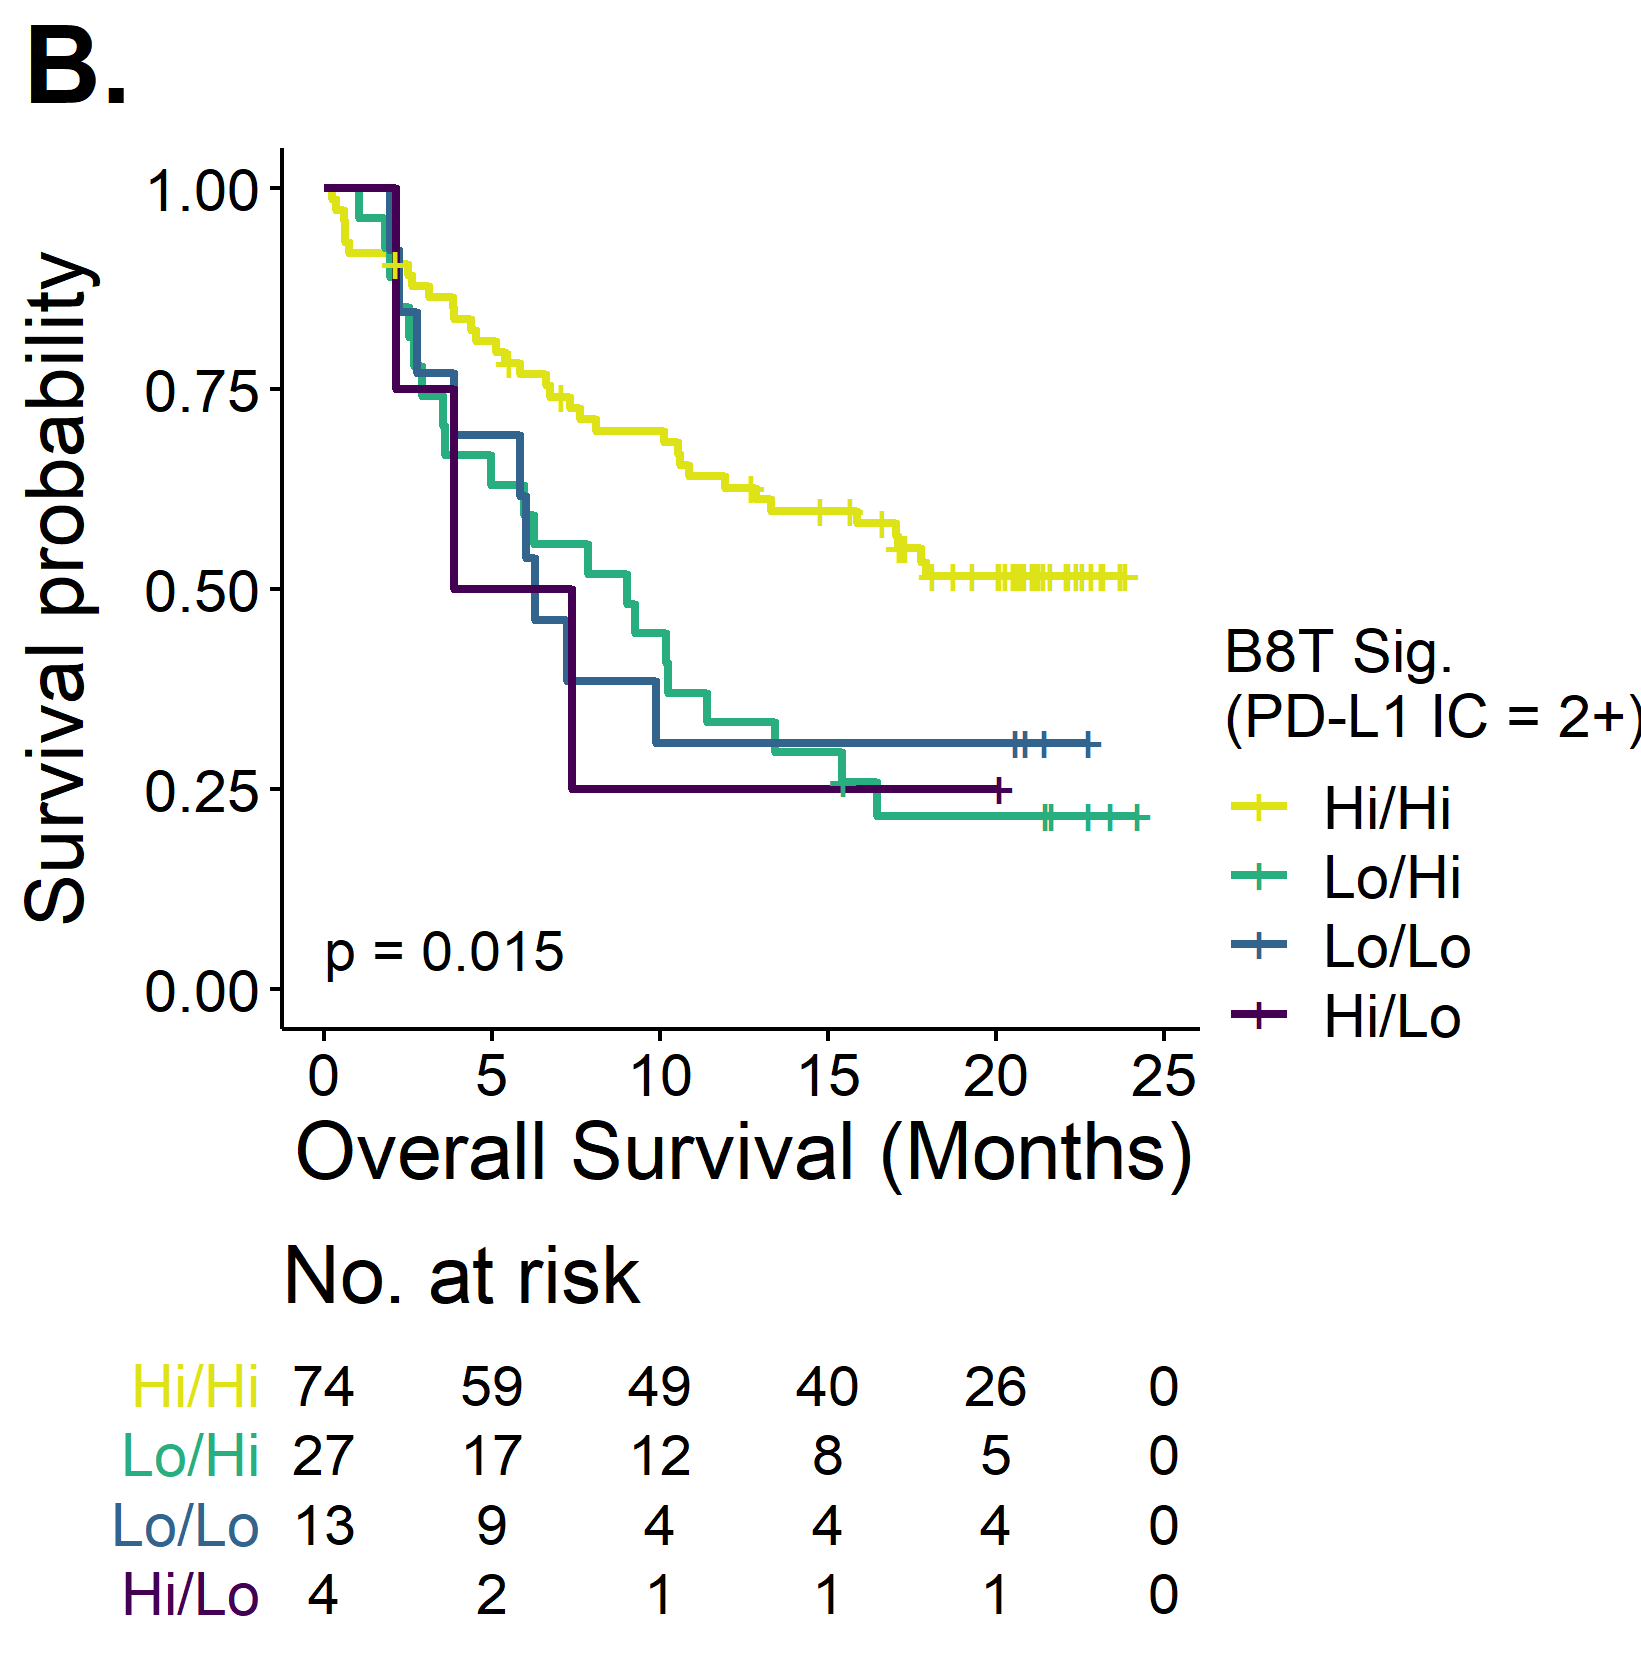 B.
Survival probability
1.00
0.75
0.50
0.25
0.00
p = 0.015
0 5 10 15 20 25
Overall Survival (Months)
B8T Sig.
(PD-L1 IC = 2+)
Hi/Hi
Lo/Hi
Lo/Lo
Hi/Lo
No. at risk
Hi/Hi 74 59 49 40 26 0
Lo/Hi 27 17 12 8 5 0
Lo/Lo 13 9 4 4 4 0
Hi/Lo 4 2 1 1 1 0